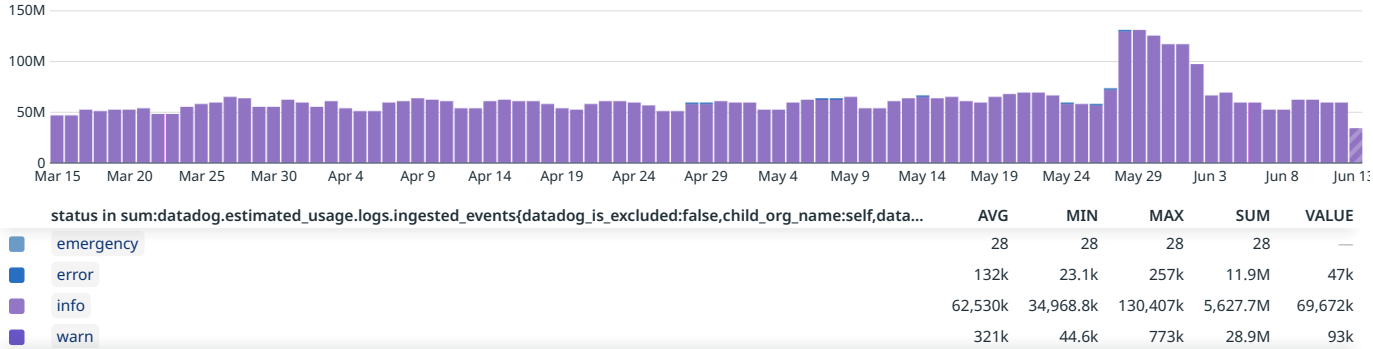 150M
100M
50M
0
Mar 15 Mar 20 Mar 25 Mar 30 Apr 4 Apr 9 Apr 14 Apr 19 Apr 24 Apr 29 May 4 May 9 May 14 May 19 May 24 May 29 Jun 3 Jun 8 Jun 13
status in sum:datadog.estimated_usage.logs.ingested_events{datadog_is_excluded:false,child_org_name:self,data... AVG MIN MAX SUM VALUE
emergency 28 28 28 28 —
error 132k 23.1k 257k 11.9M 47k
info 62,530k 34,968.8k 130,407k 5,627.7M 69,672k
warn 321k 44.6k 773k 28.9M 93k